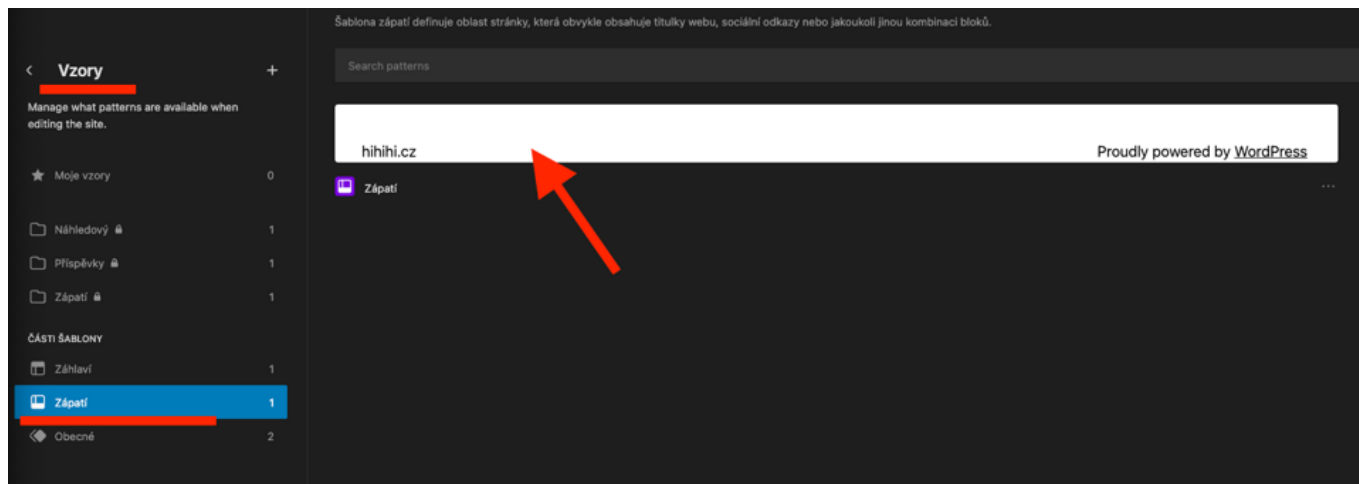 Šablona zápatí definuje oblast stránky, která obvykle obsahuje titulky webu, sociální odkazy nebo jakoukoli jinou kombinaci bloků.
Vzory
Manage what patterns are available when
editing the site.
Moje vzory 0
Náhledový 1
Příspěvky 1
Zápatí 1
ČÁSTI ŠABLONY
Záhlaví 1
Zápatí 1
Obecné 2
Search patterns
hihihi.cz Proudly powered by WordPress
Zápatí